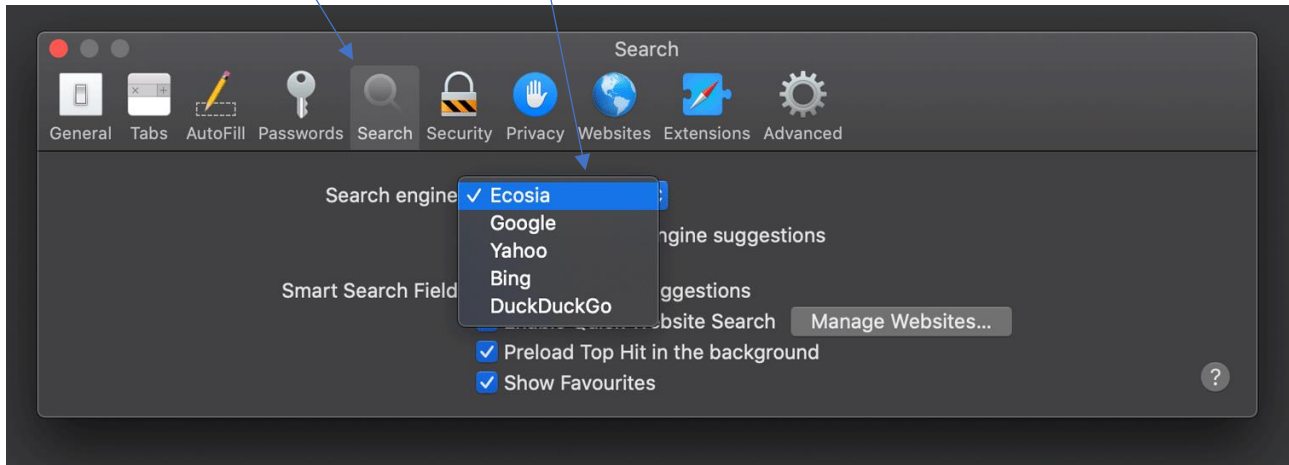 Search
General Tabs AutoFill Passwords Search Security Privacy Websites Extensions Advanced
Search engine ✓ Ecosia
Google
ngine suggestions
Yahoo
Bing
Smart Search Field ggestions
DuckDuckGo
bsite Search Manage Websites...
✓ Preload Top Hit in the background
✓ Show Favourites
?